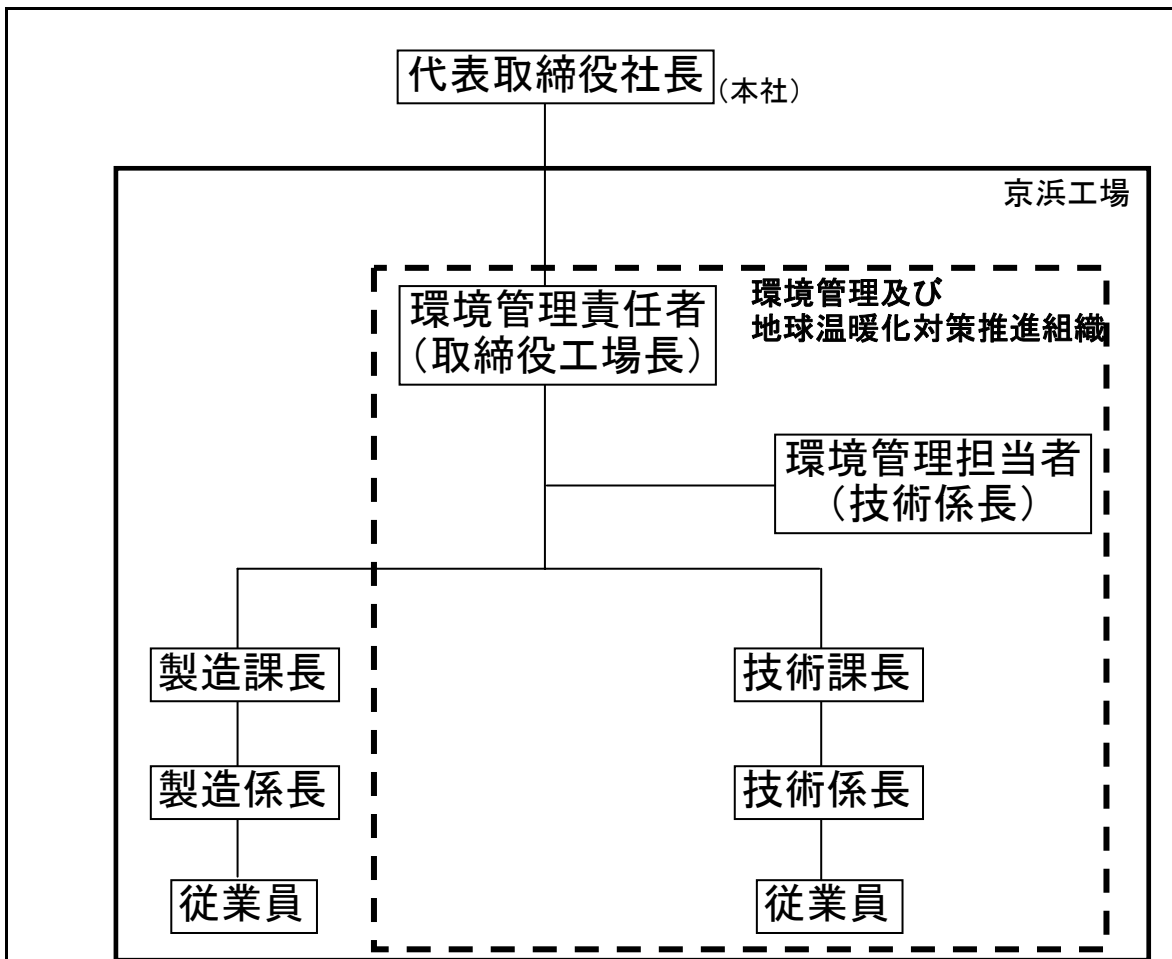 代表取締役社長
（本社）
京浜工場
環境管理及び
地球温暖化対策推進組織
環境管理責任者
（取締役工場長）
環境管理担当者
（技術係長）
製造課長
技術課長
製造係長
技術係長
従業員
従業員